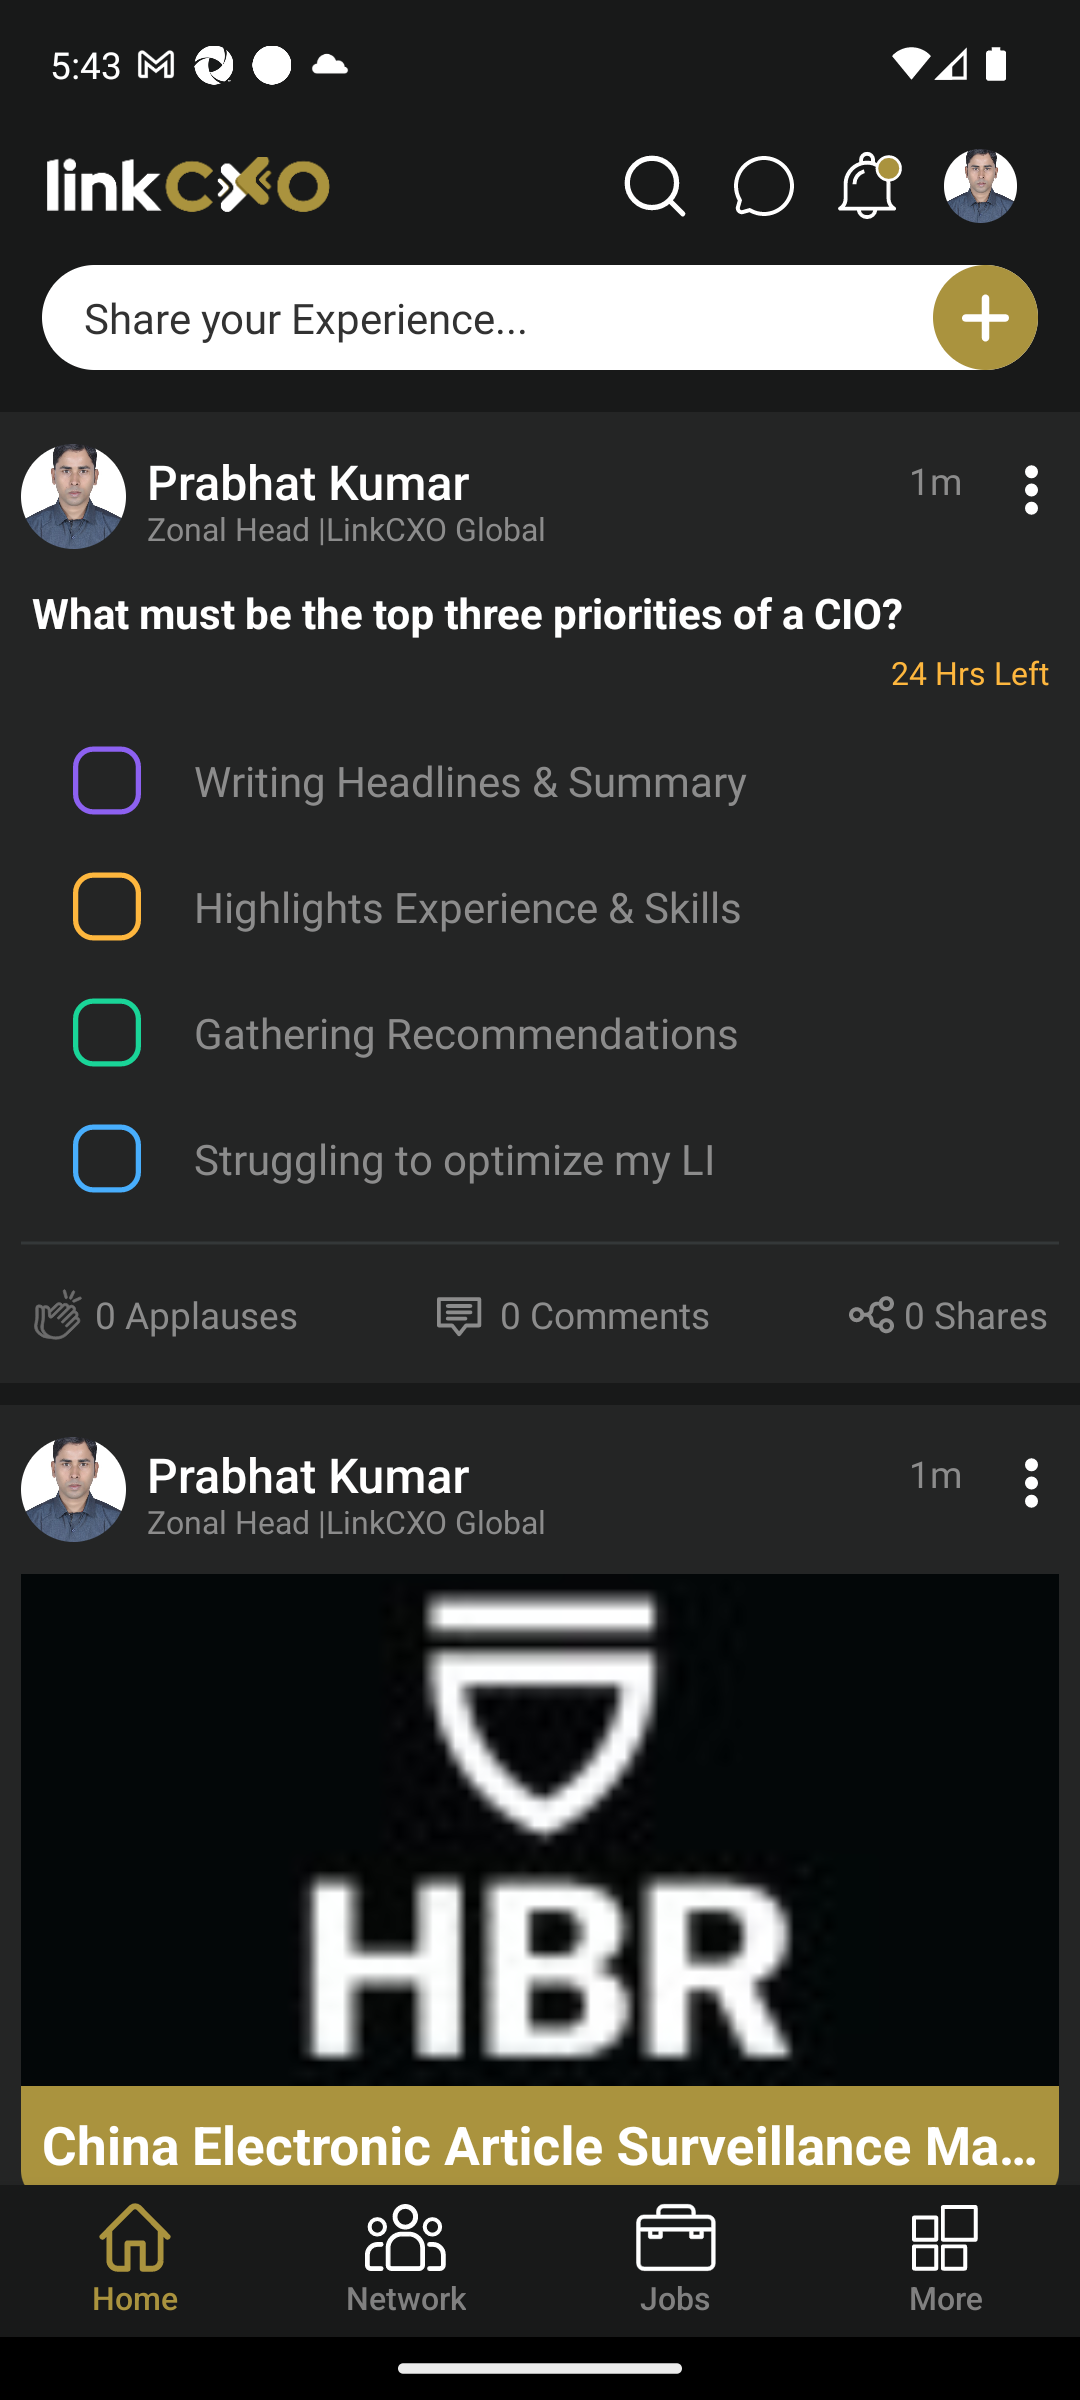 5:43
linkCXO
Share your Experience...
Prabhat Kumar
1m
Zonal Head |LinkCXO Global
What must be the top three priorities of a CIO?
24 Hrs Left
Writing Headlines & Summary
Highlights Experience & Skills
Gathering Recommendations
Struggling to optimize my LI
0 Applauses
0 Comments
0 Shares
Prabhat Kumar
1m
Zonal Head |LinkCXO Global
HBR
China Electronic Article Surveillance Ma...
Home
Network
Jobs
More